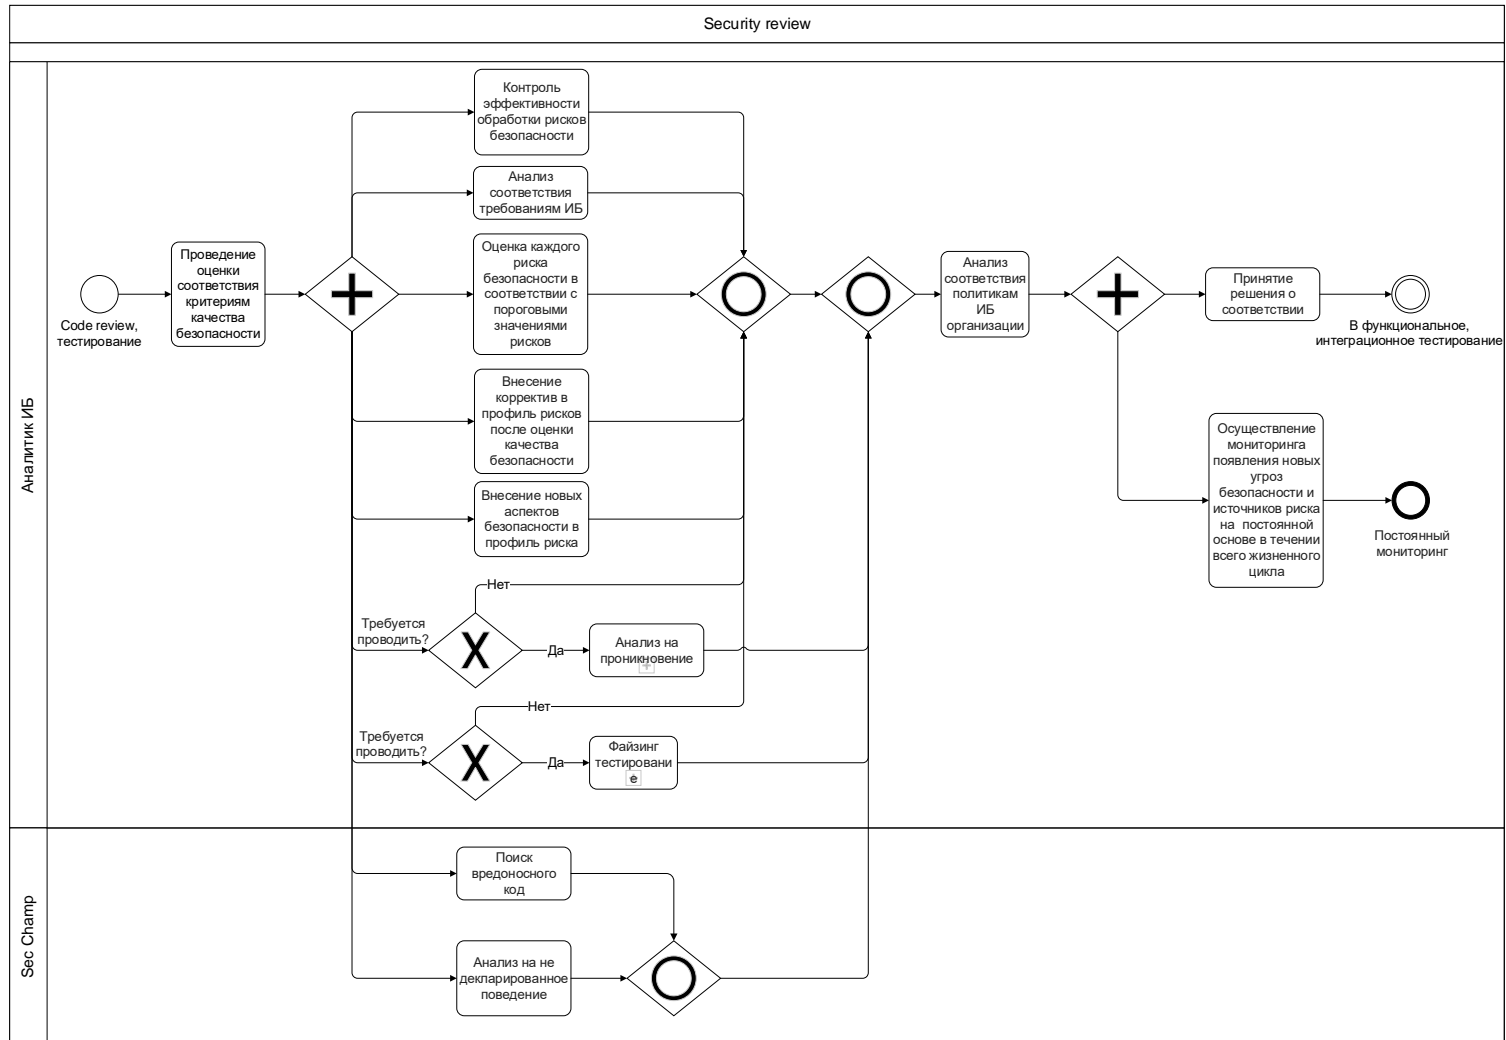 Security review
Аналитик ИБ
Sec Champ
Code review,
тестирование
Проведение
оценки
соответствия
критериям
качества
безопасности
Контроль
эффективности
обработки рисков
безопасности
Анализ
соответствия
требованиям ИБ
Оценка каждого
риска
безопасности в
соответствии с
пороговыми
значениями
рисков
Внесение
корректив в
профиль рисков
после оценки
качества
безопасности
Внесение новых
аспектов
безопасности в
профиль риска
Требуется
проводить?
Нет
Да
Анализ на
проникновение
Требуется
проводить?
Нет
Да
Файзинг
тестировани
е
Поиск
вредоносного
код
Анализ на не
декларированное
поведение
Анализ
соответствия
политикам
ИБ
организации
Принятие
решения о
соответствии
В функциональное,
интеграционное тестирование
Осуществление
мониторинга
появления новых
угроз
безопасности и
источников риска
на постоянной
основе в течении
всего жизненного
цикла
Постоянный
мониторинг